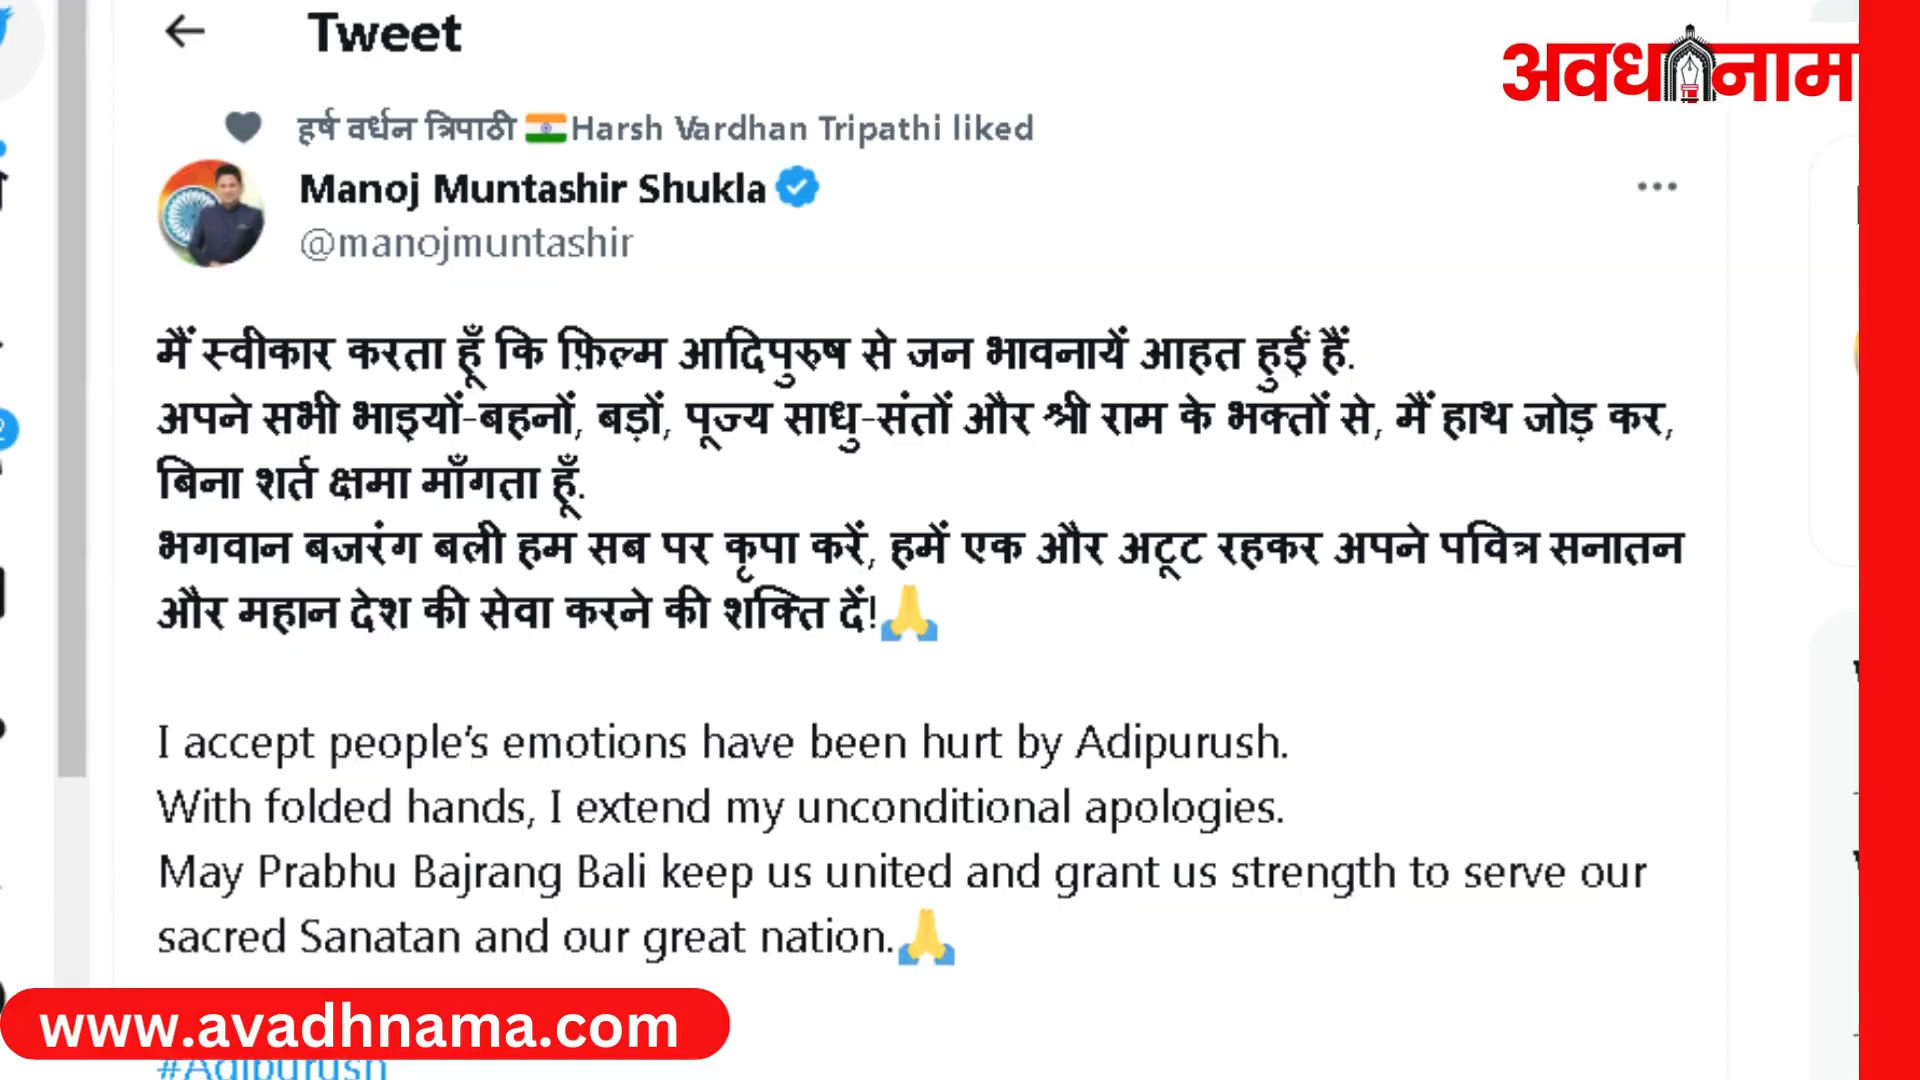 Tweet
अवधनामा
हर्ष वर्धन त्रिपाठी 🇮🇳Harsh Vardhan Tripathi liked
Manoj Muntashir Shukla
@manojmuntashir
मैं स्वीकार करता हूँ कि फ़िल्म आदिपुरुष से जन भावनायें आहत हुईं हैं.
अपने सभी भाइयों-बहनों, बड़ों, पूज्य साधु-संतों और श्री राम के भक्तों से, मैं हाथ जोड़ कर,
बिना शर्त क्षमा माँगता हूँ.
भगवान बजरंग बली हम सब पर कृपा करें, हमें एक और अटूट रहकर अपने पवित्र सनातन
और महान देश की सेवा करने की शक्ति दें!🙏
I accept people’s emotions have been hurt by Adipurush.
With folded hands, I extend my unconditional apologies.
May Prabhu Bajrang Bali keep us united and grant us strength to serve our
sacred Sanatan and our great nation.🙏
www.avadhnama.com
#Adipurush